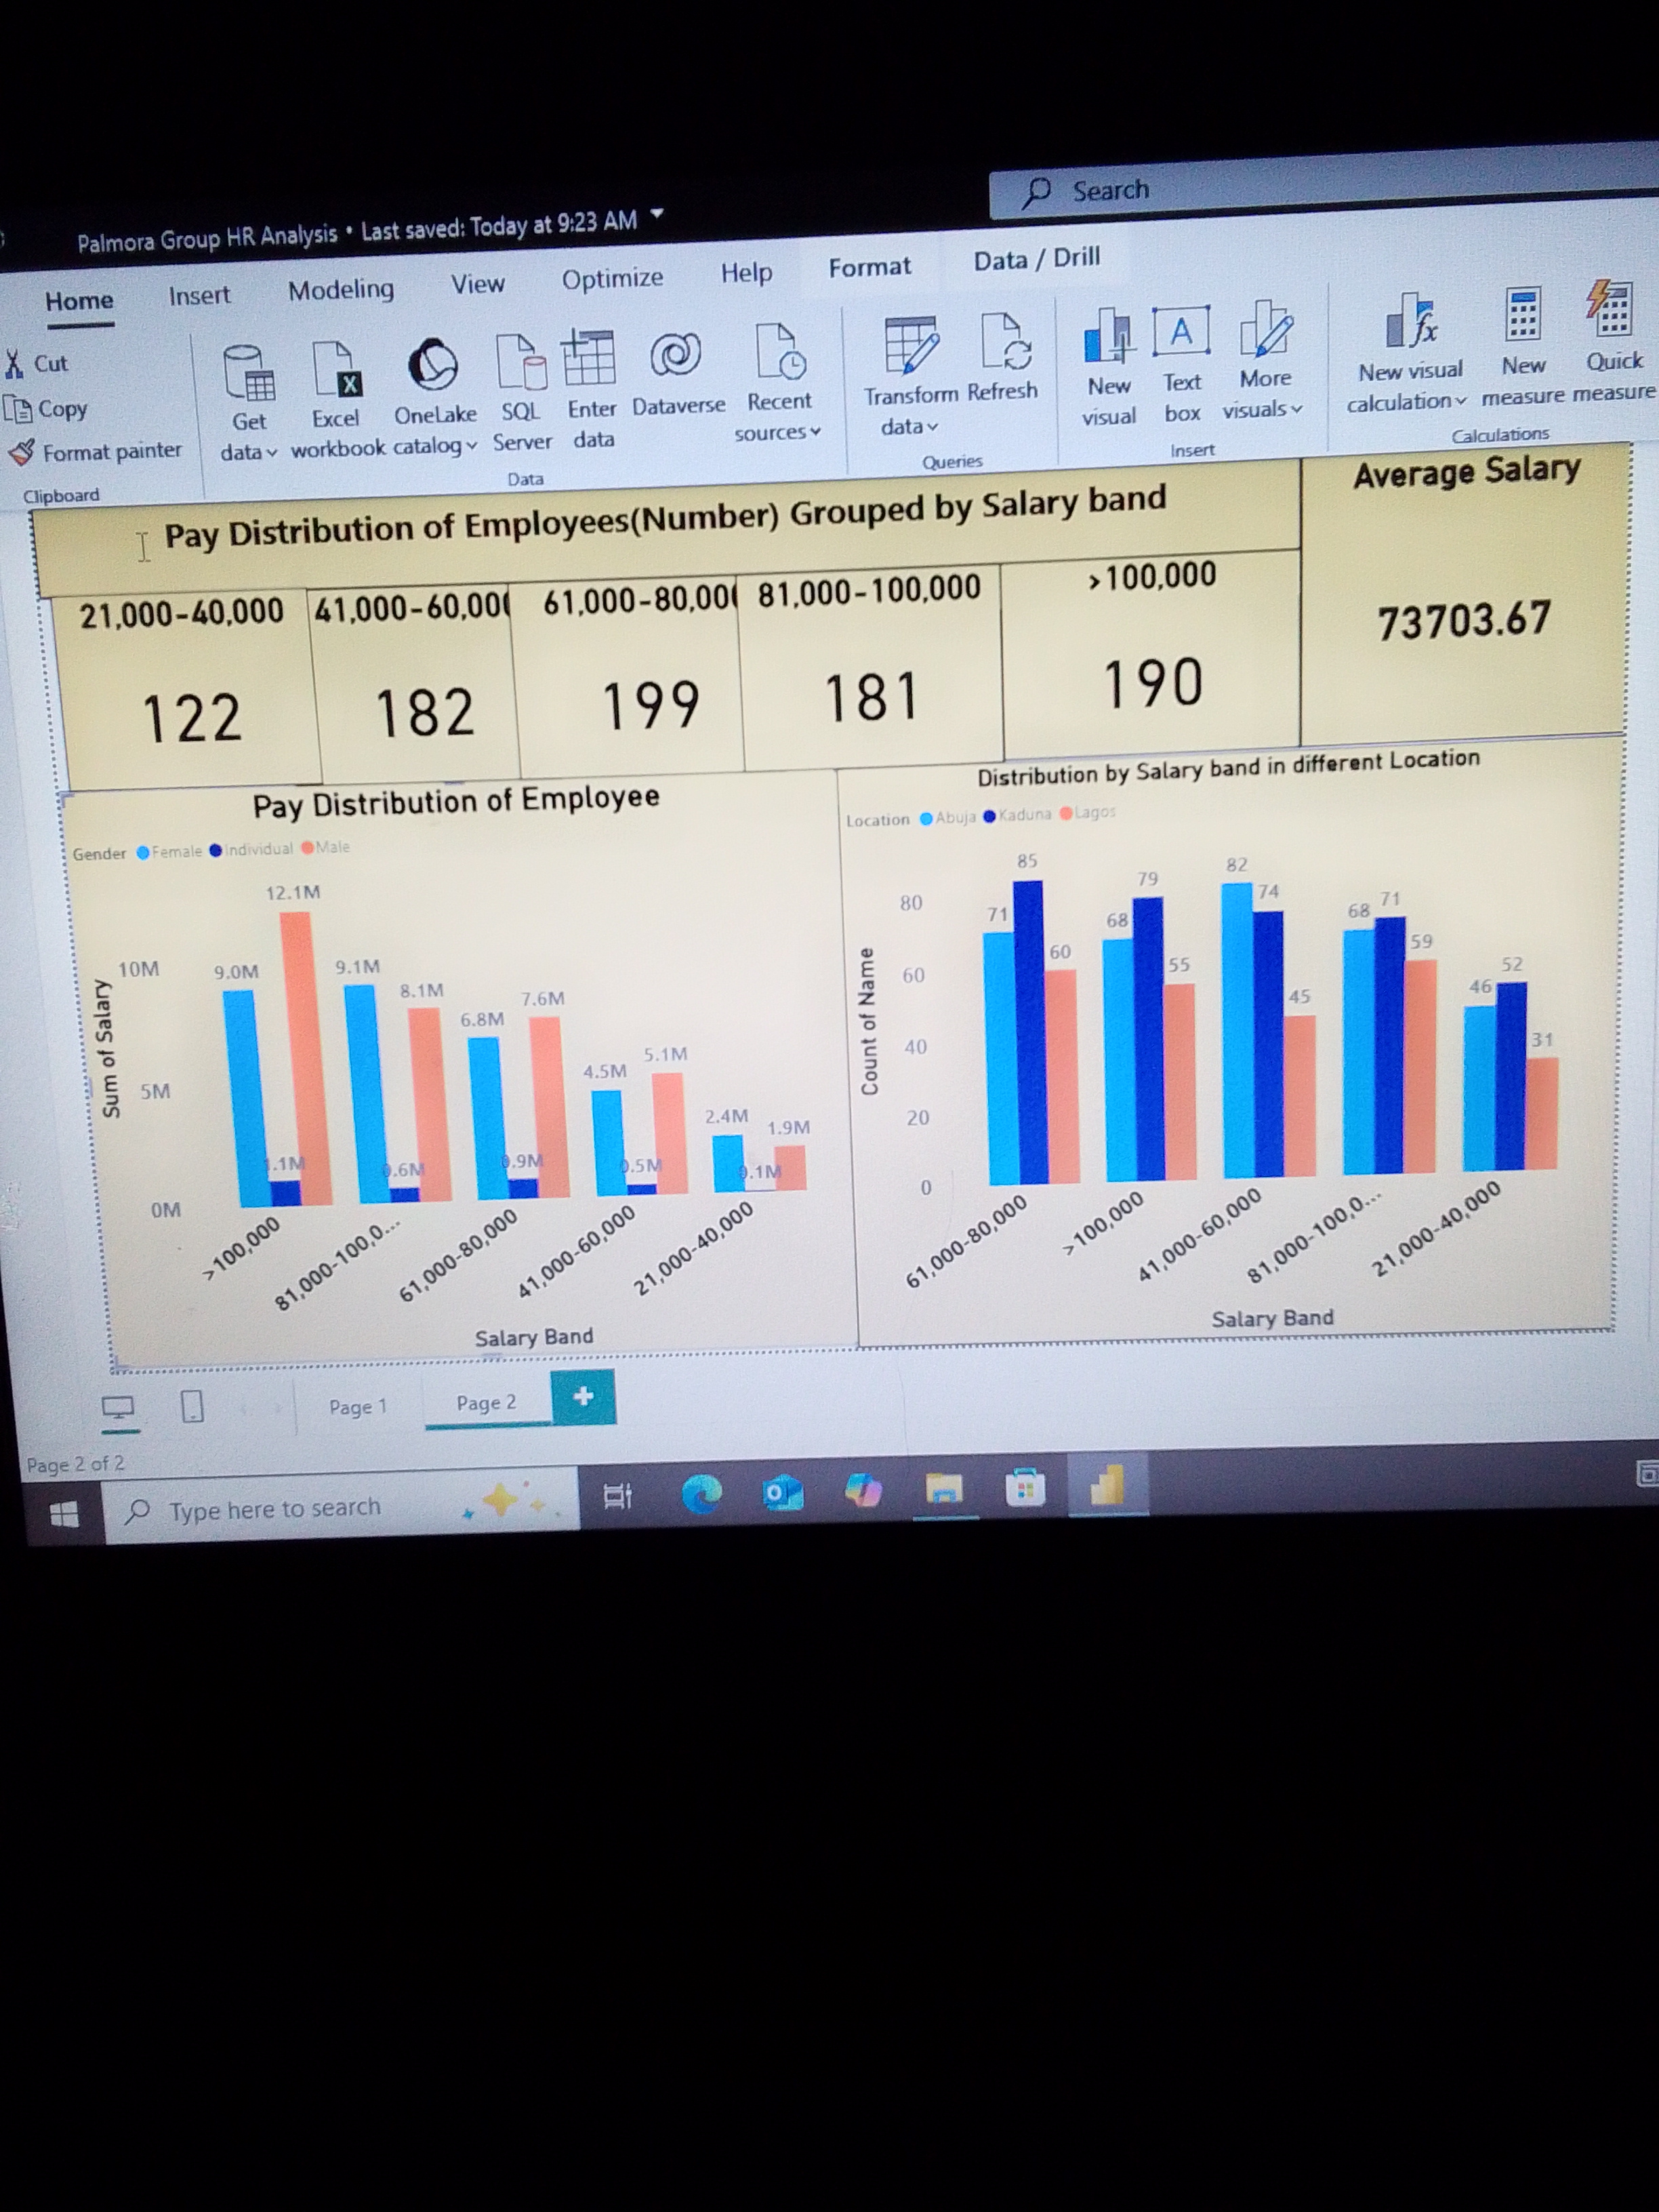 Palmora Group HR Analysis • Last saved: Today at 9:23 AM
Search
Home Insert Modeling View Optimize Help Format Data / Drill
Cut
Copy
Format painter
Clipboard
Get data
Excel workbook
OneLake catalog
SQL Server
Enter data
Dataverse
Recent sources
Data
Transform data
Refresh
Queries
New visual
Text box
More visuals
Insert
New visual calculation
New measure
Quick measure
Calculations
Pay Distribution of Employees(Number) Grouped by Salary band
Average Salary
21,000-40,000 41,000-60,00 61,000-80,00 81,000-100,000 >100,000
73703.67
122 182 199 181 190
Pay Distribution of Employee
Gender Female Individual Male
Sum of Salary
10M
5M
0M
9.0M 1.1M 12.1M
9.1M 0.6M 8.1M
6.8M 0.9M 7.6M
4.5M 0.5M 5.1M
2.4M 0.1M 1.9M
>100,000 81,000-100,0... 61,000-80,000 41,000-60,000 21,000-40,000
Salary Band
Distribution by Salary band in different Location
Location Abuja Kaduna Lagos
Count of Name
80
60
40
20
0
71 85 60
68 79 55
82 74 45
68 71 59
46 52 31
61,000-80,000 >100,000 41,000-60,000 81,000-100,0... 21,000-40,000
Salary Band
Page 1 Page 2 +
Page 2 of 2
Type here to search